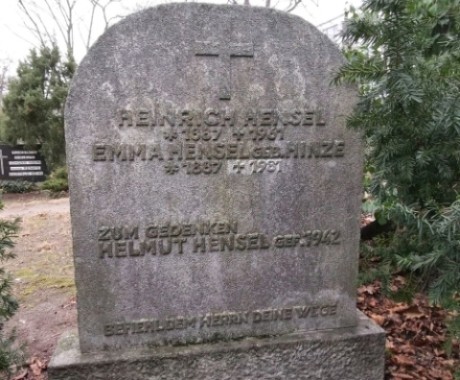 HEINRICH HENSEL
* 1887 + 1961
EMMA HENSEL GEB. HINZE
* 1887 + 1981
ZUM GEDENKEN
HELMUT HENSEL GEF. 1942
BEFIEHL DEM HERRN DEINE WEGE